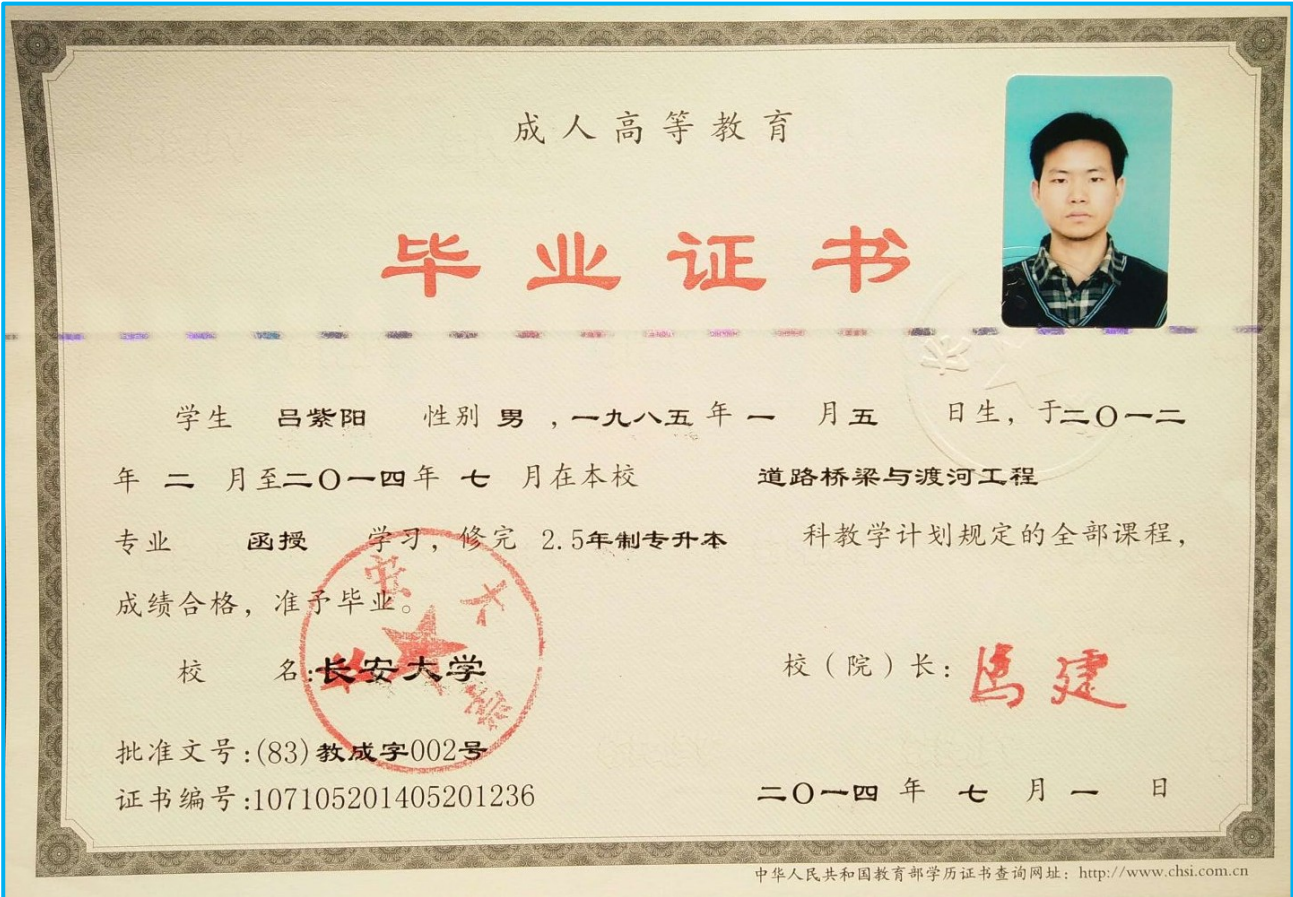 成人高等教育
毕业证书
学生 吕紫阳 性别 男 ，一九八五 年 一 月 五 日生，于二〇一二
年 二 月至二〇一四年 七 月在本校 道路桥梁与渡河工程
专业 函授 学习，修完 2.5年制专升本 科教学计划规定的全部课程，
成绩合格，准予毕业。
校 名:长安大学 校（院）长: 马建
批准文号:(83)教成字002号
证书编号:107105201405201236 二〇一四 年 七 月 一 日
中华人民共和国教育部学历证书查询网址：http://www.chsi.com.cn